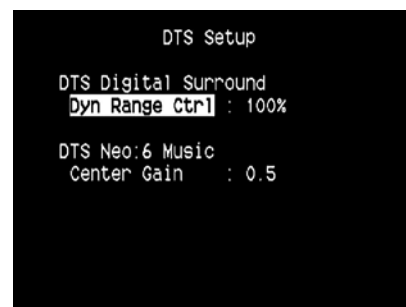 DTS Setup
DTS Digital Surround
Dyn Range Ctrl : 100%
DTS Neo:6 Music
Center Gain : 0.5